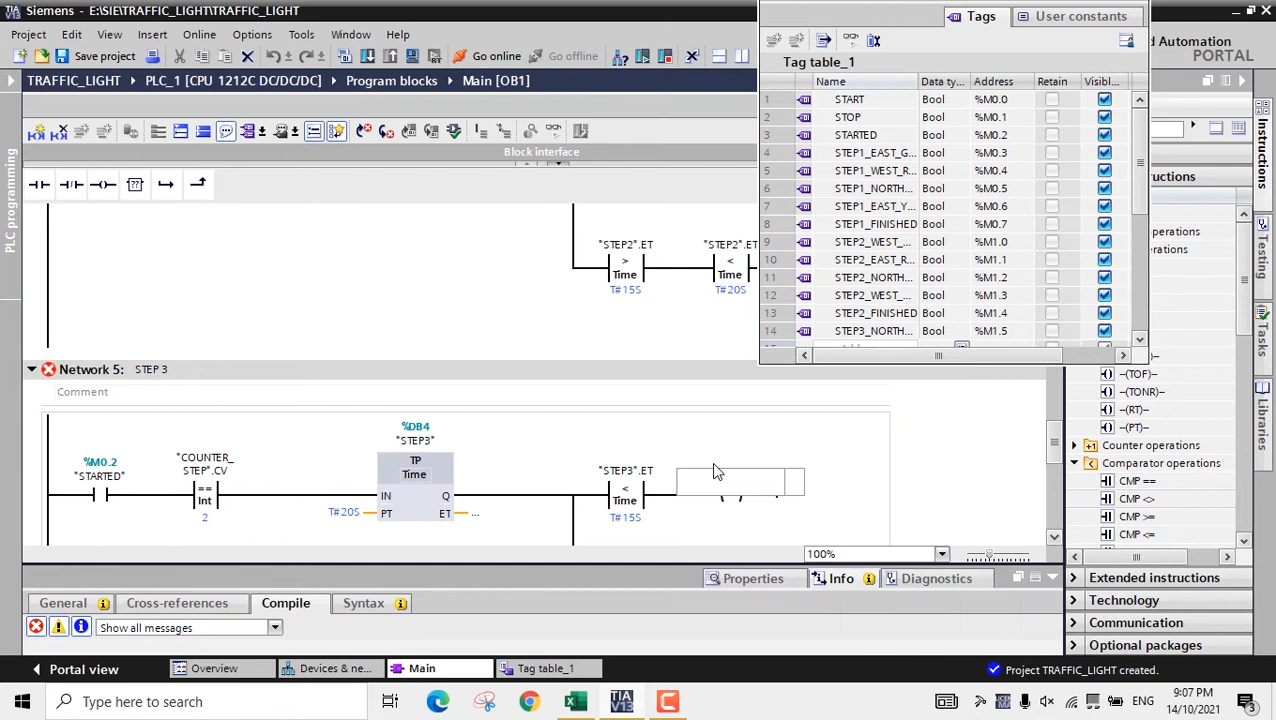 Siemens - E:\SIE\TRAFFIC_LIGHT\TRAFFIC_LIGHT
Project Edit View Insert Online Options Tools Window Help
Save project Go online
Automation
PORTAL
TRAFFIC_LIGHT PLC_1 [CPU 1212C DC/DC/DC] Program blocks Main [OB1]
Tags User constants
Tag table_1
Name Data ty... Address Retain Visibl...
1 START Bool %M0.0
2 STOP Bool %M0.1
3 STARTED Bool %M0.2
4 STEP1_EAST_G... Bool %M0.3
5 STEP1_WEST_R... Bool %M0.4
6 STEP1_NORTH... Bool %M0.5
7 STEP1_EAST_Y... Bool %M0.6
8 STEP1_FINISHED Bool %M0.7
9 STEP2_WEST_... Bool %M1.0
10 STEP2_EAST_R... Bool %M1.1
11 STEP2_NORTH... Bool %M1.2
12 STEP2_WEST_... Bool %M1.3
13 STEP2_FINISHED Bool %M1.4
14 STEP3_NORTH... Bool %M1.5
Block interface
PLC programming
"STEP2".ET "STEP2".ET
> <
Time Time
T#15S T#20S
Network 5: STEP 3
Comment
%M0.2
"STARTED"
"COUNTER_
STEP".CV
==
Int
2
%DB4
"STEP3"
TP
Time
IN Q
T#20S PT ET ...
"STEP3".ET
<
Time
T#15S
100%
Instructions
Testing
Tasks
Libraries
-(TOF)-
-(TONR)-
-(RT)-
-(PT)-
Counter operations
Comparator operations
CMP ==
CMP <>
CMP >=
CMP <=
Extended instructions
Technology
Communication
Optional packages
Properties Info Diagnostics
General Cross-references Compile Syntax
Show all messages
Portal view Overview Devices & ne... Main Tag table_1
Project TRAFFIC_LIGHT created.
Type here to search
ENG
9:07 PM
14/10/2021
3